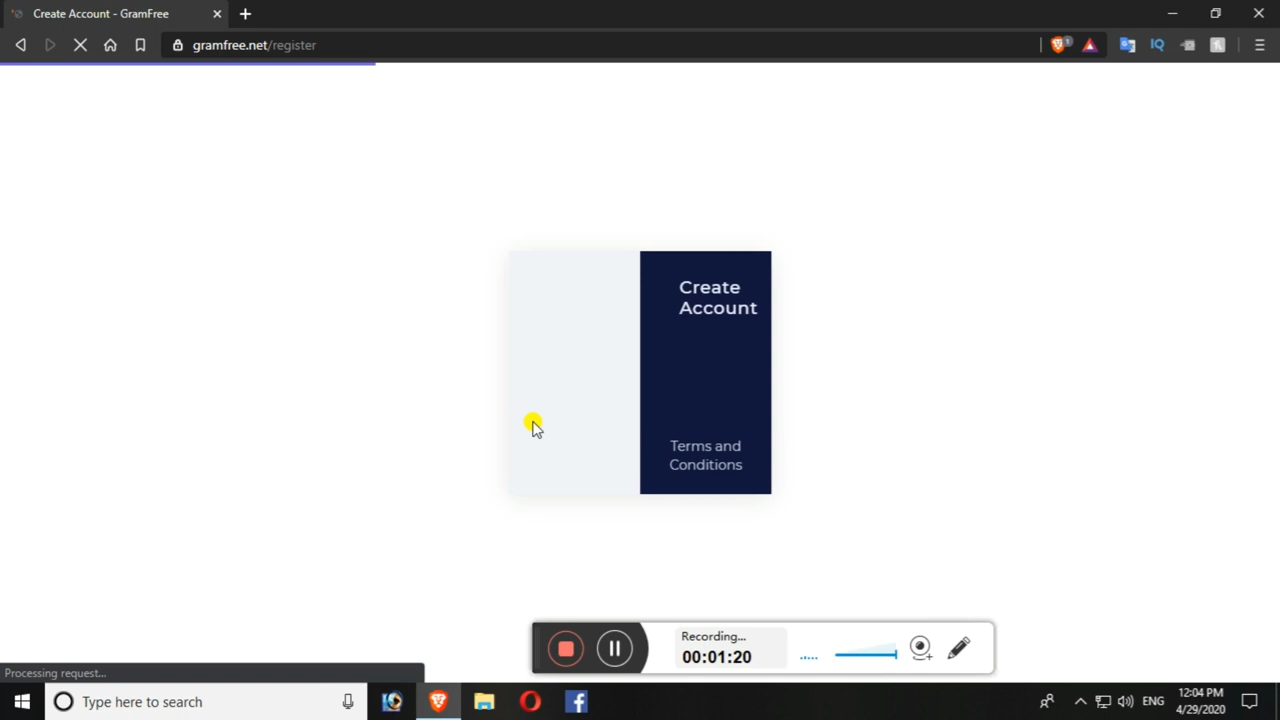 Create Account - GramFree
gramfree.net/register
1
Create
Account
Terms and
Conditions
Recording...
00:01:20
Processing request...
Type here to search
ENG
12:04 PM
4/29/2020